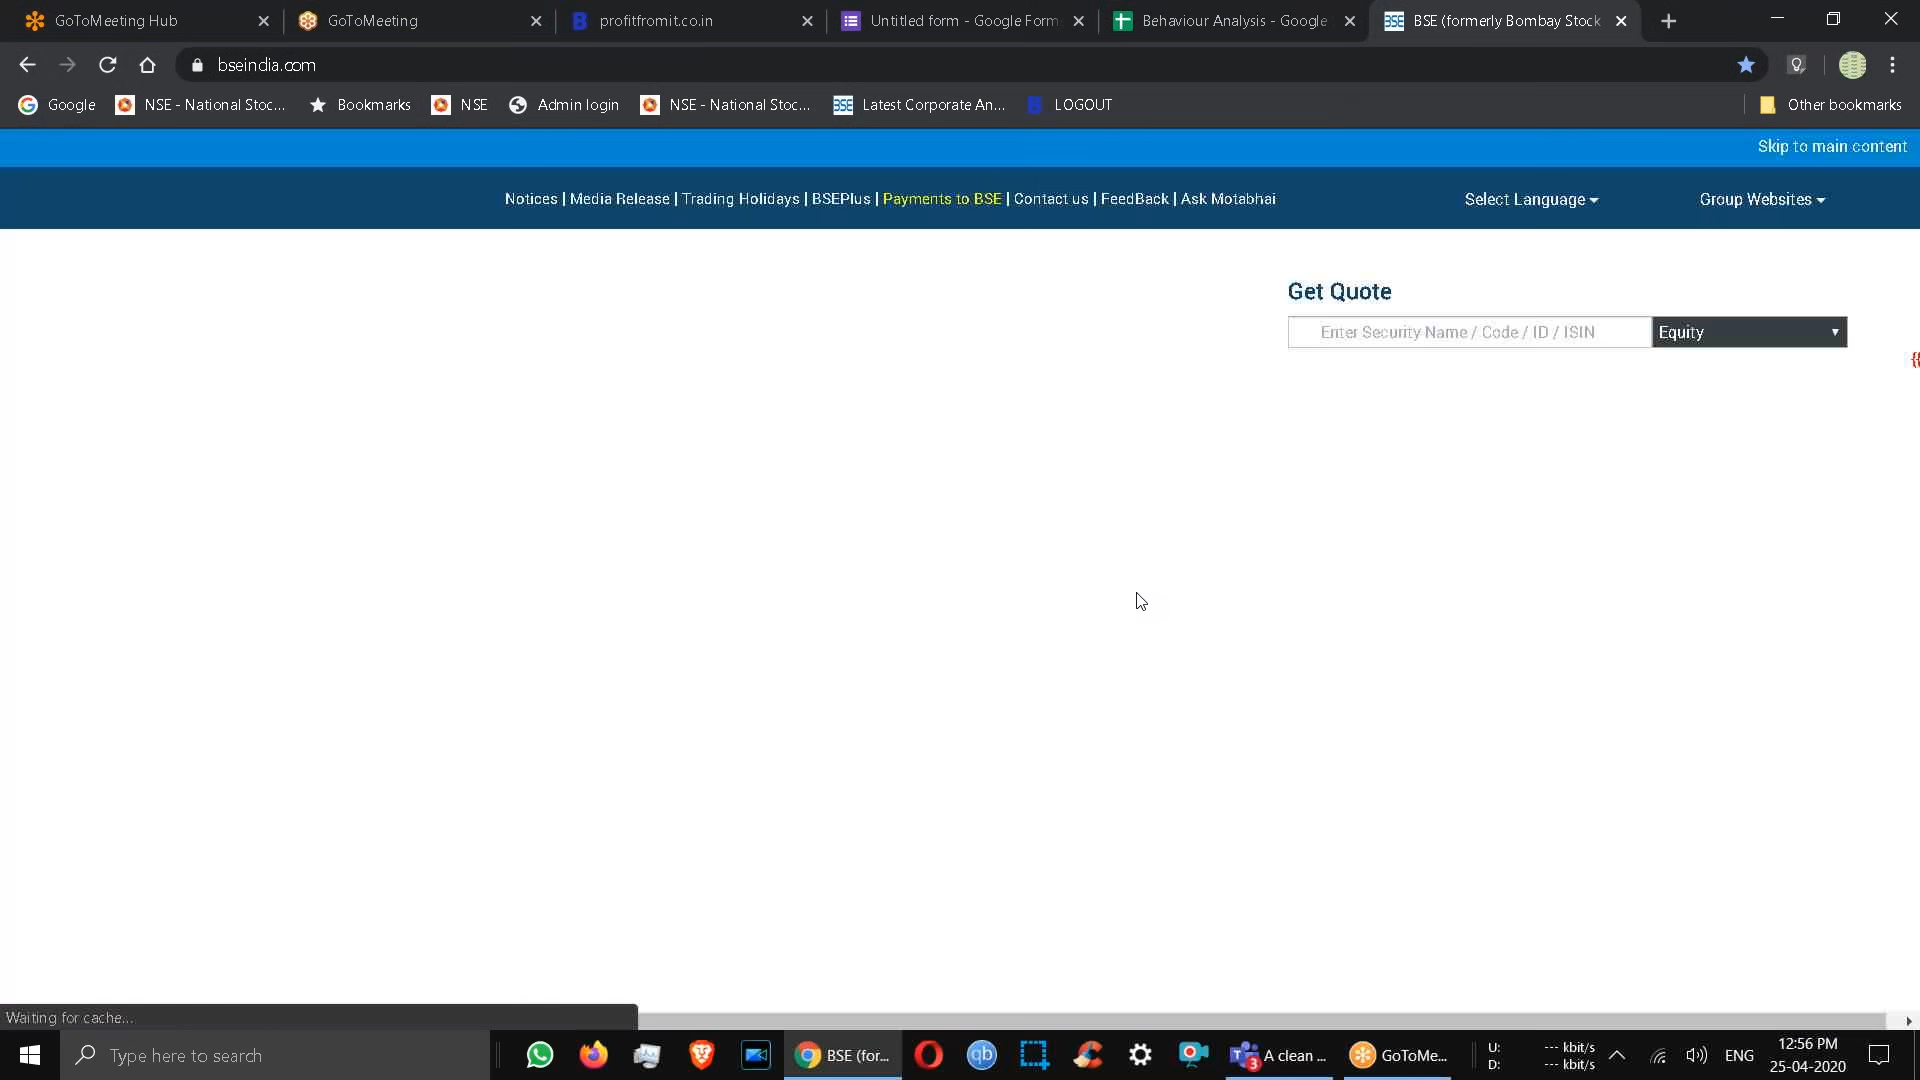 GoToMeeting Hub
GoToMeeting
profitfromit.co.in
Untitled form - Google Form
Behaviour Analysis - Google
BSE (formerly Bombay Stock
bseindia.com
Google
NSE - National Stoc...
Bookmarks
NSE
Admin login
NSE - National Stoc...
Latest Corporate An...
LOGOUT
Other bookmarks
Skip to main content
Notices | Media Release | Trading Holidays | BSEPlus | Payments to BSE | Contact us | FeedBack | Ask Motabhai
Select Language
Group Websites
Get Quote
Enter Security Name / Code / ID / ISIN
Equity
Waiting for cache...
Type here to search
BSE (for...
A clean ...
GoToMe...
U: --- kbit/s
D: --- kbit/s
ENG
12:56 PM
25-04-2020